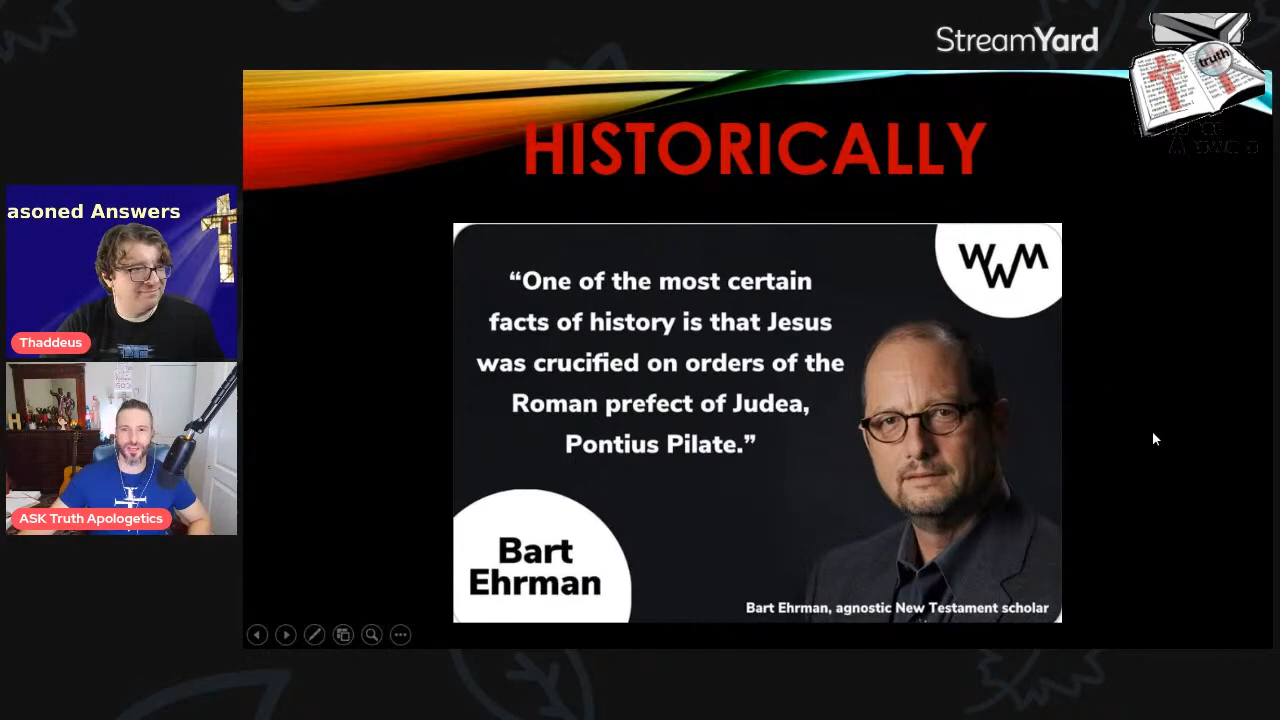 StreamYard
truth
HISTORICALLY
asoned Answers
Thaddeus
ASK Truth Apologetics
WWM
“One of the most certain
facts of history is that Jesus
was crucified on orders of the
Roman prefect of Judea,
Pontius Pilate.”
Bart
Ehrman
Bart Ehrman, agnostic New Testament scholar